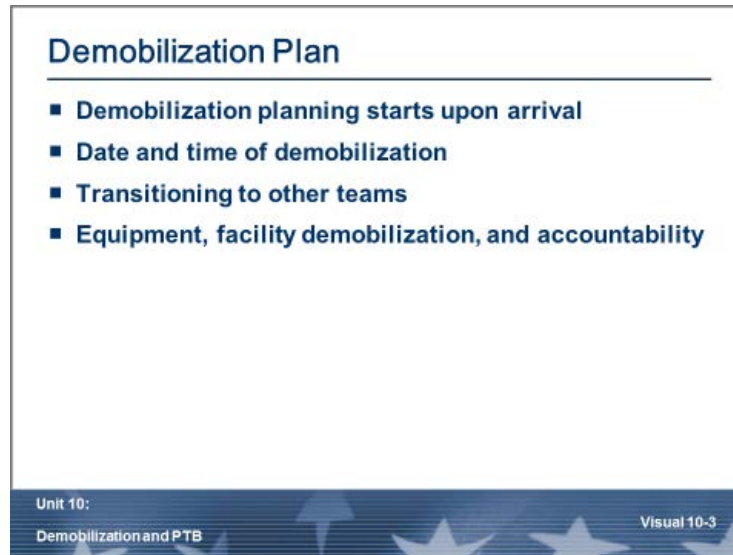 Demobilization Plan
Demobilization planning starts upon arrival
Date and time of demobilization
Transitioning to other teams
Equipment, facility demobilization, and accountability
Unit 10:
Demobilization and PTB
Visual 10-3